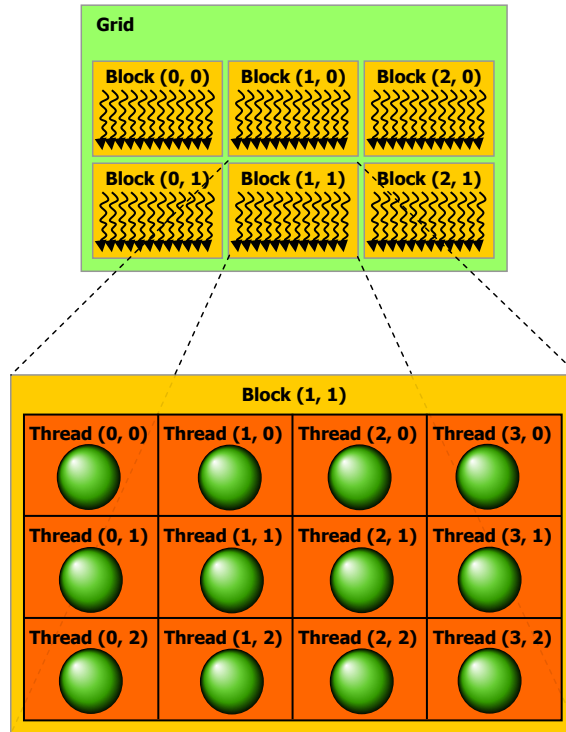 Grid
Block (0, 0) Block (1, 0) Block (2, 0)
Block (0, 1) Block (1, 1) Block (2, 1)
Block (1, 1)
Thread (0, 0) Thread (1, 0) Thread (2, 0) Thread (3, 0)
Thread (0, 1) Thread (1, 1) Thread (2, 1) Thread (3, 1)
Thread (0, 2) Thread (1, 2) Thread (2, 2) Thread (3, 2)